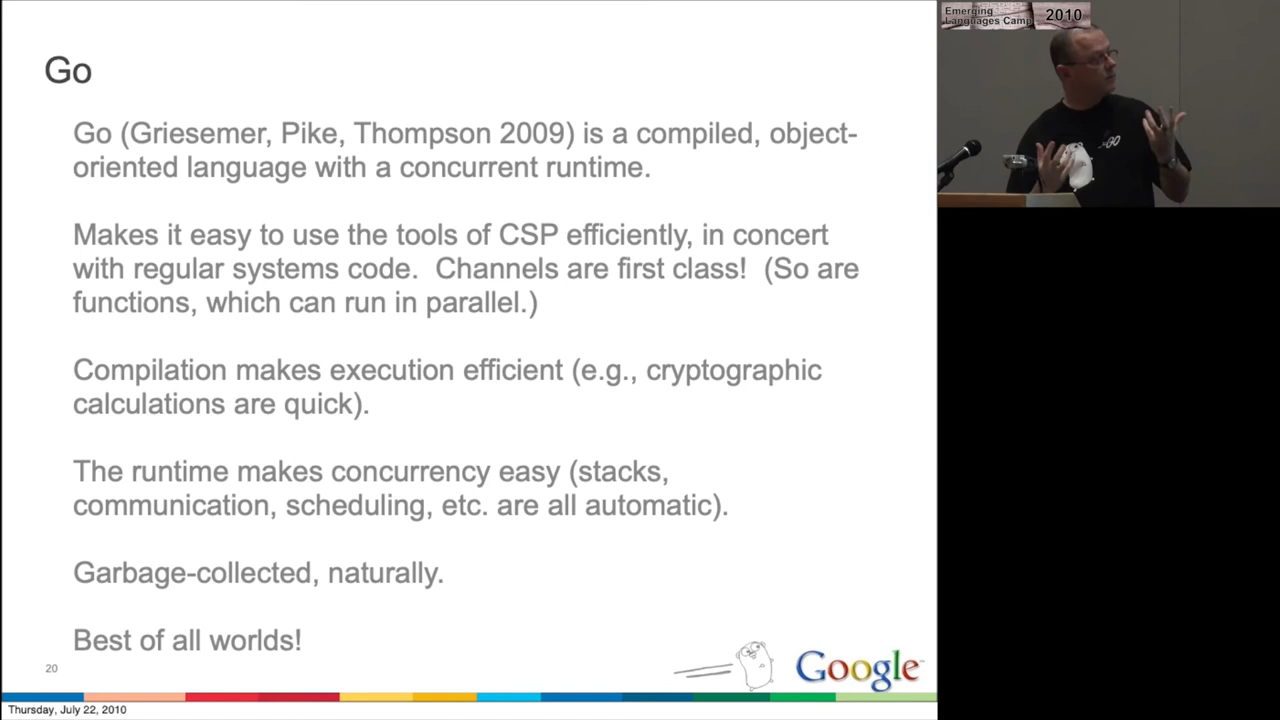 Emerging
Languages Camp
2010
Go
Go (Griesemer, Pike, Thompson 2009) is a compiled, object-
oriented language with a concurrent runtime.
Makes it easy to use the tools of CSP efficiently, in concert
with regular systems code.  Channels are first class!  (So are
functions, which can run in parallel.)
Compilation makes execution efficient (e.g., cryptographic
calculations are quick).
The runtime makes concurrency easy (stacks,
communication, scheduling, etc. are all automatic).
Garbage-collected, naturally.
Best of all worlds!
20
Google
Thursday, July 22, 2010
GO